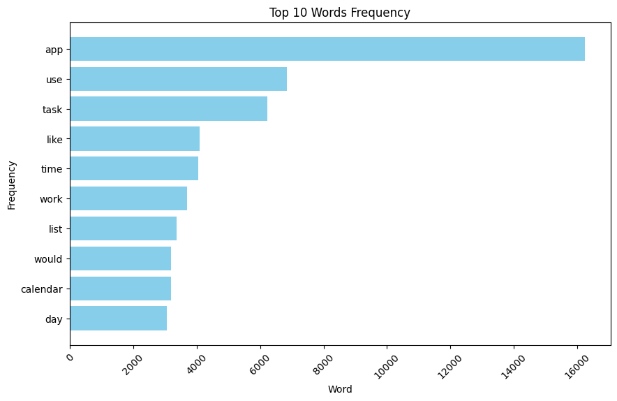 Top 10 Words Frequency
app
use
task
like
time
work
list
would
calendar
day
Frequency
0 2000 4000 6000 8000 10000 12000 14000 16000
Word